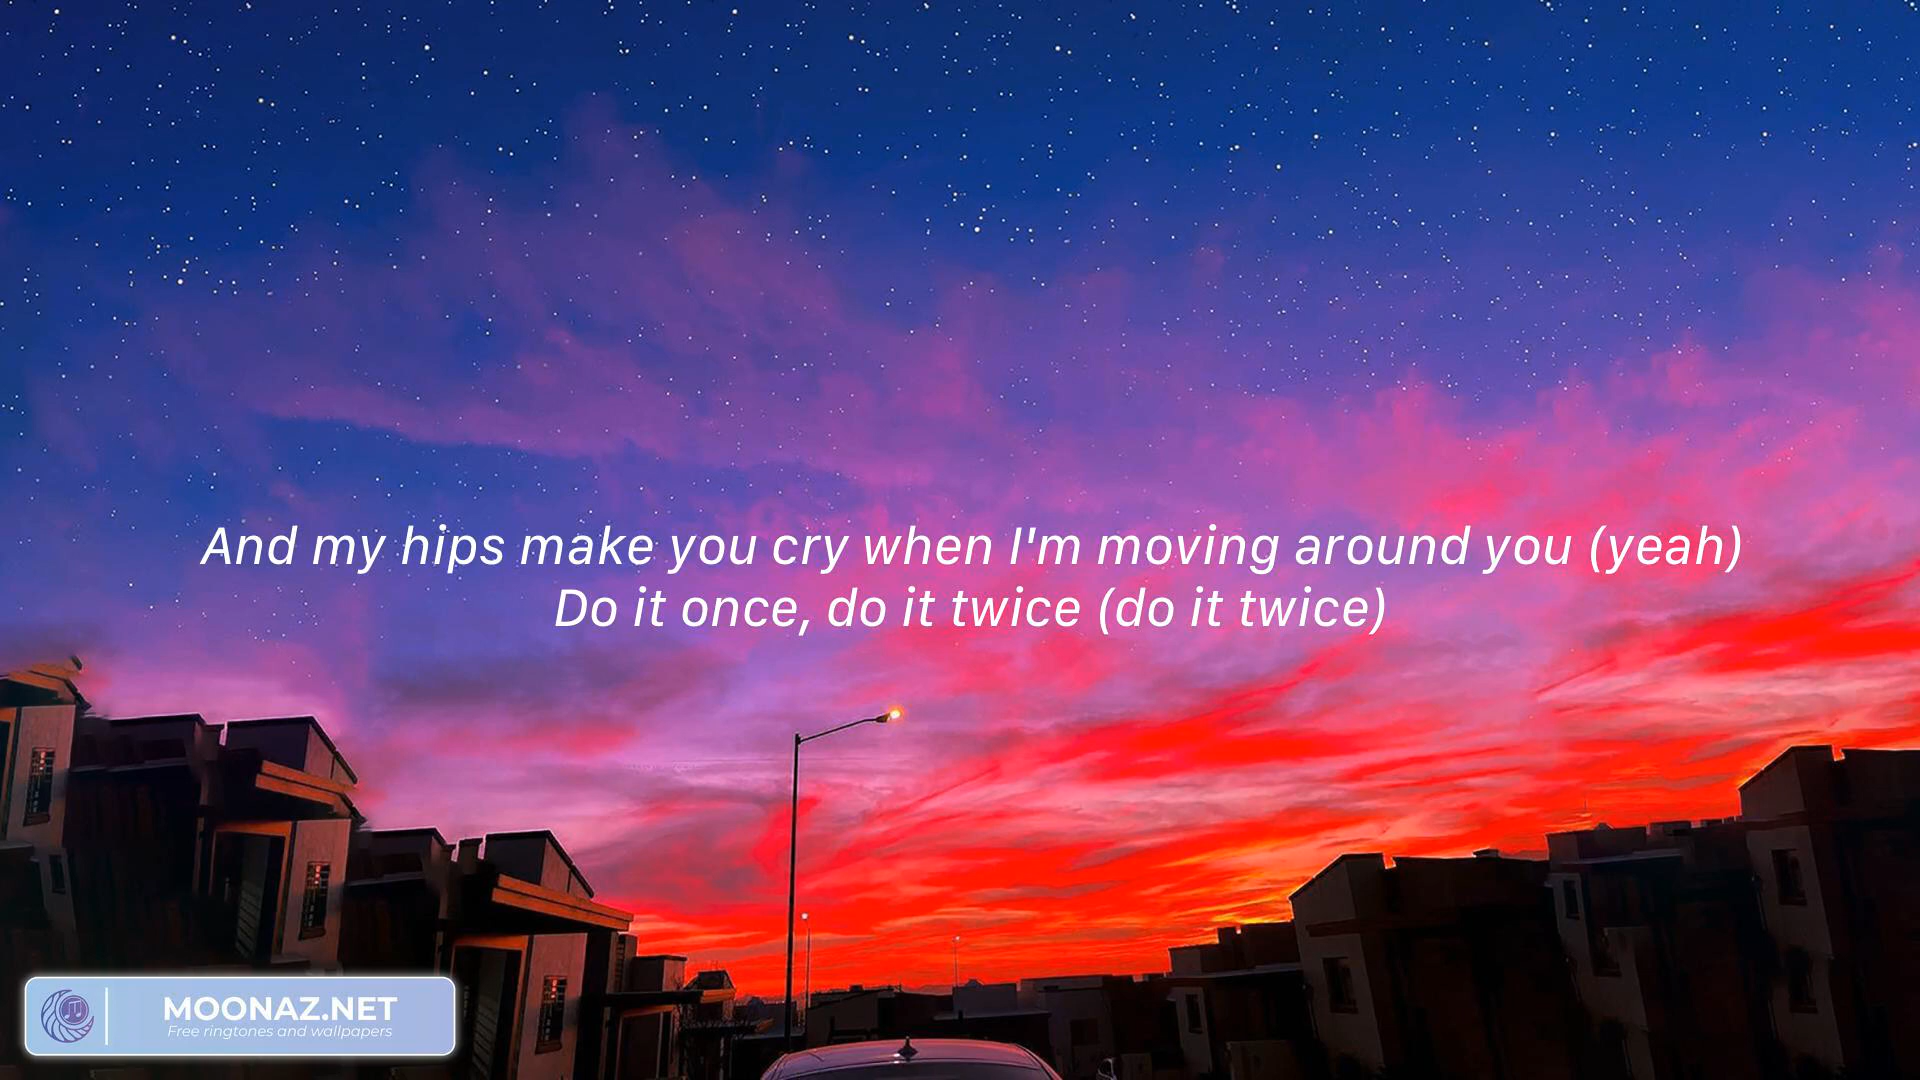 And my hips make you cry when I'm moving around you (yeah)
Do it once, do it twice (do it twice)
MOONAZ.NET
Free ringtones and wallpapers